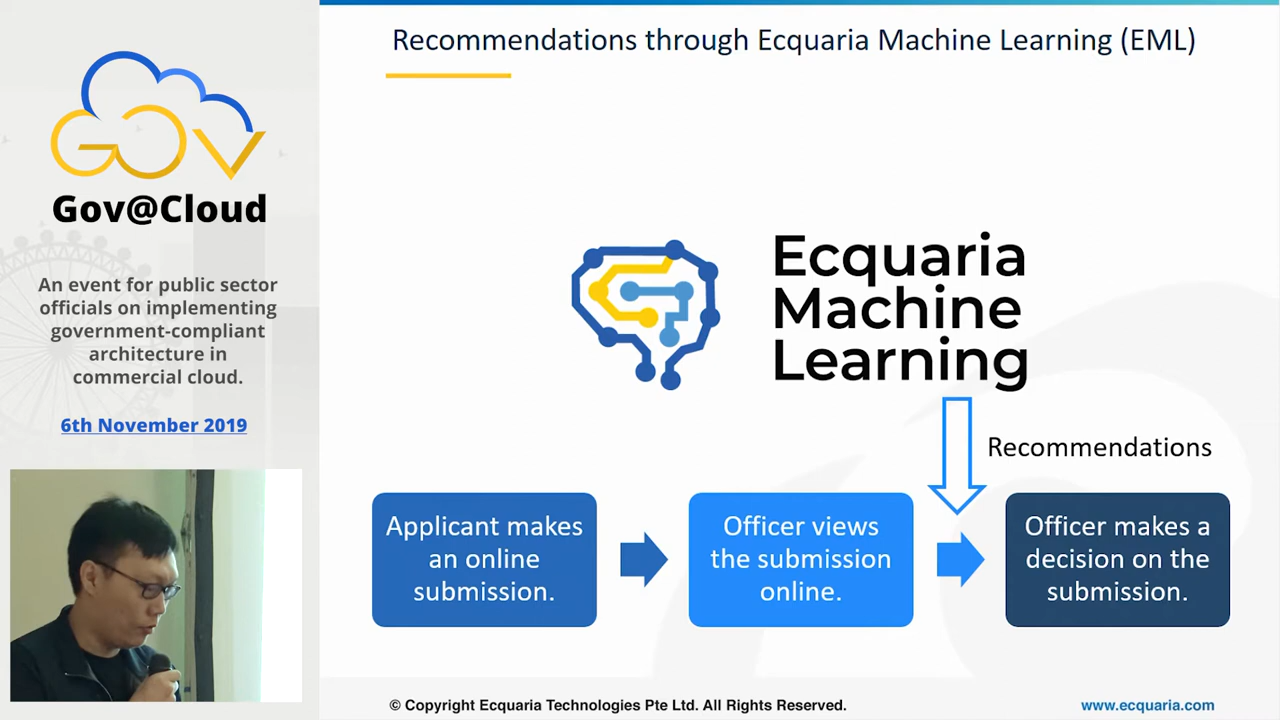 GOV
Gov@Cloud
An event for public sector
officials on implementing
government-compliant
architecture in
commercial cloud.
6th November 2019
Recommendations through Ecquaria Machine Learning (EML)
Ecquaria
Machine
Learning
Recommendations
Applicant makes
an online
submission.
Officer views
the submission
online.
Officer makes a
decision on the
submission.
© Copyright Ecquaria Technologies Pte Ltd. All Rights Reserved.
www.ecquaria.com